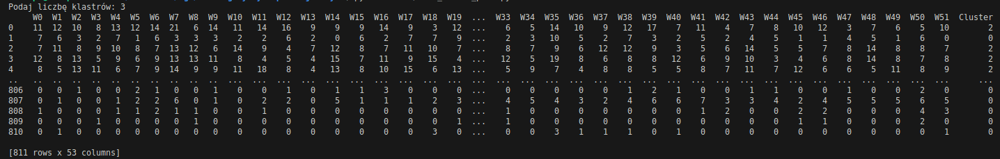 Podaj liczbę klastrów: 3
W0 W1 W2 W3 W4 W5 W6 W7 W8 W9 W10 W11 W12 W13 W14 W15 W16 W17 W18 W19 ... W33 W34 W35 W36 W37 W38 W39 W40 W41 W42 W43 W44 W45 W46 W47 W48 W49 W50 W51 Cluster
0 11 12 10 8 13 12 14 21 6 14 11 14 16 9 9 9 14 9 3 12 ... 6 5 14 10 9 12 17 7 11 4 7 8 10 12 3 7 6 5 10 2
1 7 6 3 2 7 1 6 3 3 3 2 2 6 2 0 6 2 7 7 9 ... 2 3 10 5 2 7 3 2 5 2 4 5 1 1 4 5 1 6 0 0
2 7 11 8 9 10 8 7 13 12 6 14 9 4 7 12 8 7 11 10 7 ... 8 7 9 6 12 12 9 3 5 6 14 5 5 7 8 14 8 8 7 2
3 12 8 13 5 9 6 9 13 13 11 8 4 5 4 15 7 11 9 15 4 ... 12 5 19 8 6 8 8 12 6 9 10 3 4 6 8 14 8 7 8 2
4 8 5 13 11 6 7 9 14 9 9 11 18 8 4 13 8 10 15 6 13 ... 5 9 7 4 8 8 5 5 8 7 11 7 12 6 6 5 11 8 9 2
.. .. .. .. .. .. .. .. .. .. .. ... ... ... ... ... ... ... ... ... ... ... ... ... ... ... ... ... ... ... ... ... ... ... ... ... ... ... ... ... ... ...
806 0 0 1 0 0 2 1 0 0 1 0 0 1 0 1 1 3 0 0 0 ... 0 0 0 0 0 1 2 1 0 0 1 1 0 0 1 0 0 2 0 0
807 0 1 0 0 1 2 2 6 0 1 0 2 2 0 5 1 1 1 2 3 ... 4 5 4 3 2 4 6 6 7 3 3 4 2 4 5 5 5 6 5 0
808 1 0 0 0 1 1 2 1 1 0 0 1 0 0 0 0 0 0 0 0 ... 1 0 0 0 0 0 0 0 1 2 0 0 2 2 0 0 0 4 3 0
809 0 0 0 1 0 0 0 0 1 0 0 0 0 0 0 0 0 0 0 1 ... 1 0 0 0 0 0 0 0 0 0 0 0 1 1 0 0 0 2 0 0
810 0 1 0 0 0 0 0 0 0 0 0 0 0 0 0 0 0 0 3 0 ... 0 0 3 1 1 1 0 1 0 0 0 0 0 0 0 0 0 0 1 0
[811 rows x 53 columns]